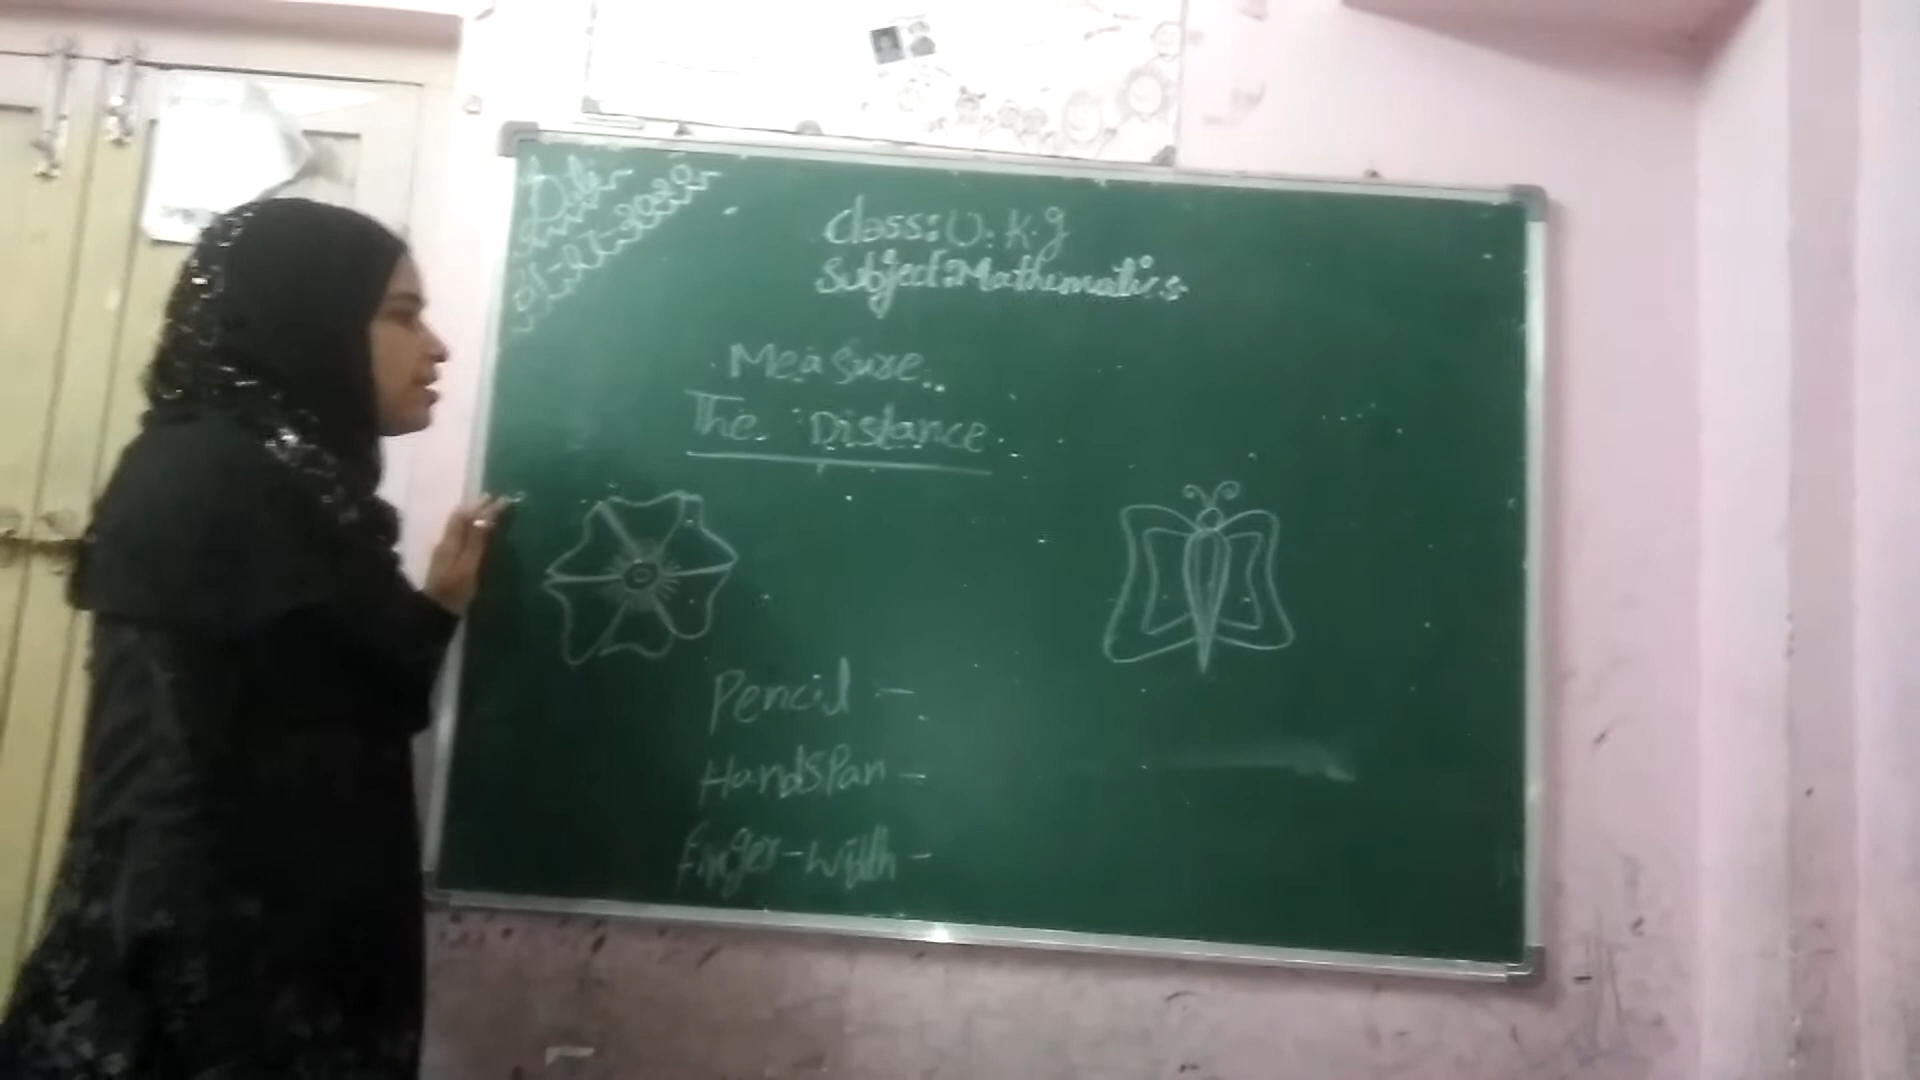 Class: U.K.g
Subject: Mathematics
Measure
The Distance
Pencil -
HandSpan -
Finger-width -